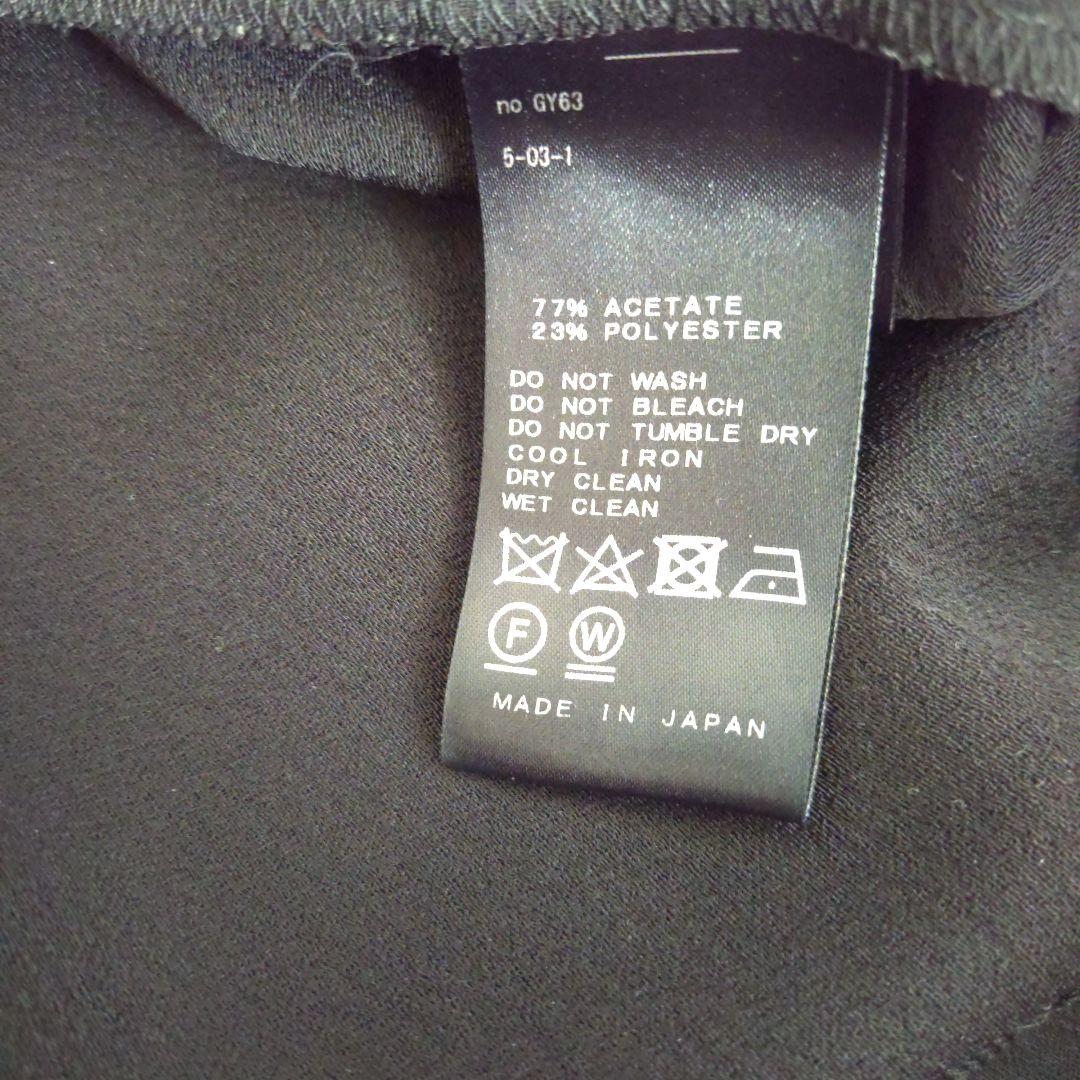 no GY63
5-03-1
77% ACETATE
23% POLYESTER
DO NOT WASH
DO NOT BLEACH
DO NOT TUMBLE DRY
COOL IRON
DRY CLEAN
WET CLEAN
F W
MADE IN JAPAN